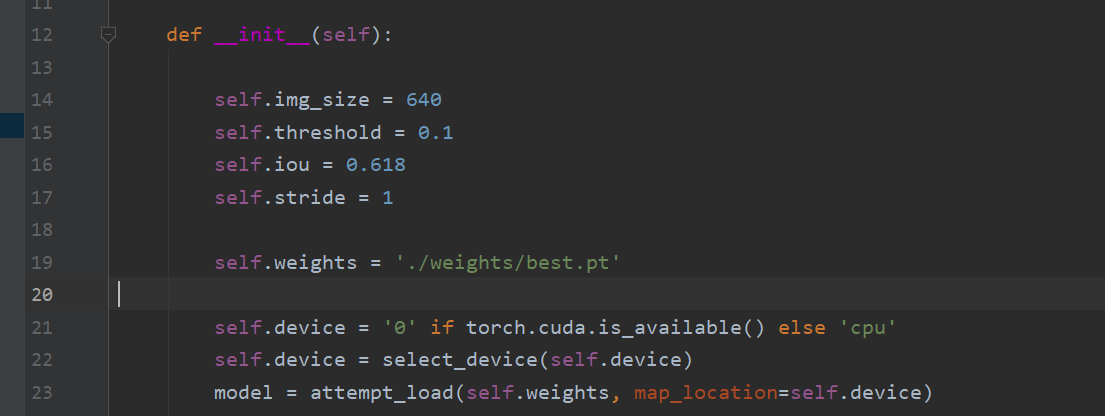 11
12 def __init__(self):
13
14 self.img_size = 640
15 self.threshold = 0.1
16 self.iou = 0.618
17 self.stride = 1
18
19 self.weights = './weights/best.pt'
20
21 self.device = '0' if torch.cuda.is_available() else 'cpu'
22 self.device = select_device(self.device)
23 model = attempt_load(self.weights, map_location=self.device)